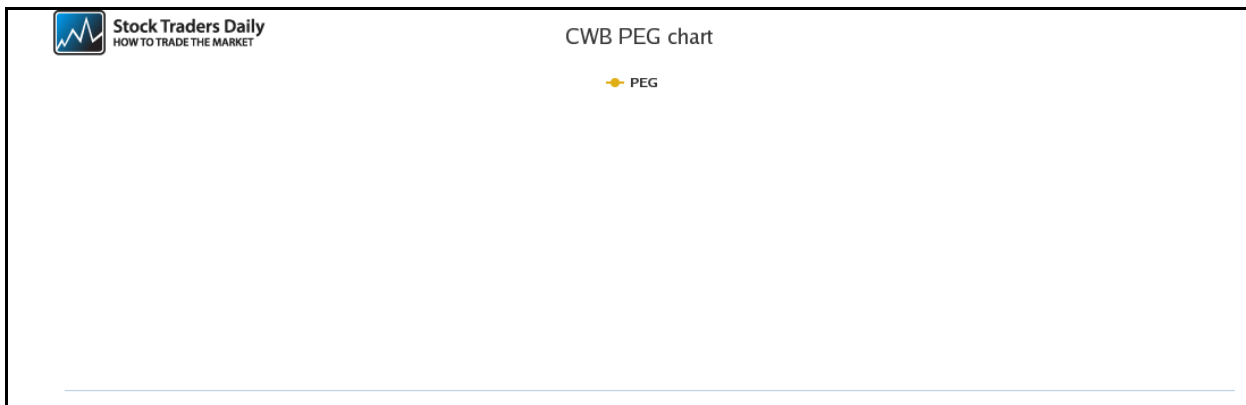 Stock Traders Daily
HOW TO TRADE THE MARKET
CWB PEG chart
PEG